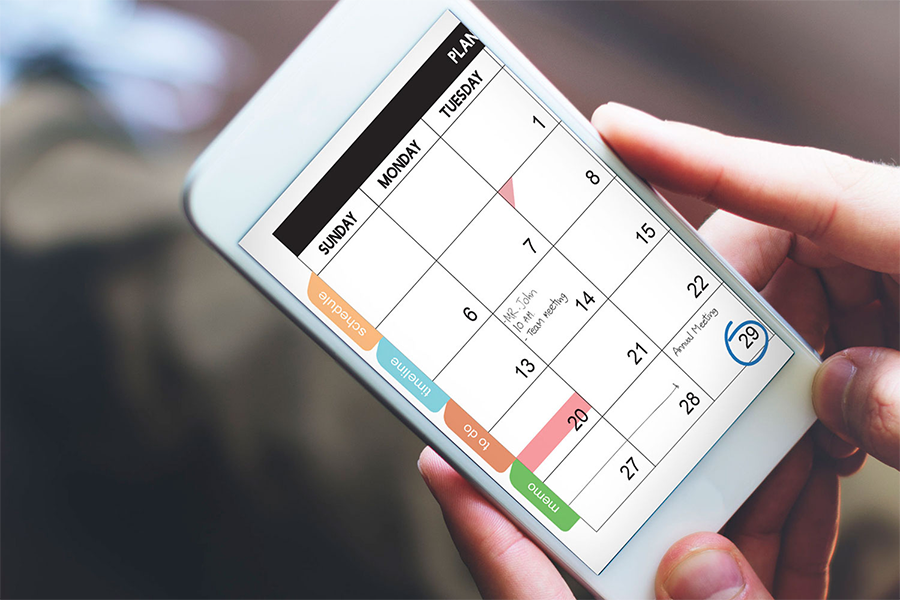 PLAN
SUNDAY MONDAY TUESDAY
1
6 7 8
13 14 15
-MR. John
10 AM
- Team meeting
20 21 22
27 28 29
Annual Meeting
schedule
timeline
to do
memo